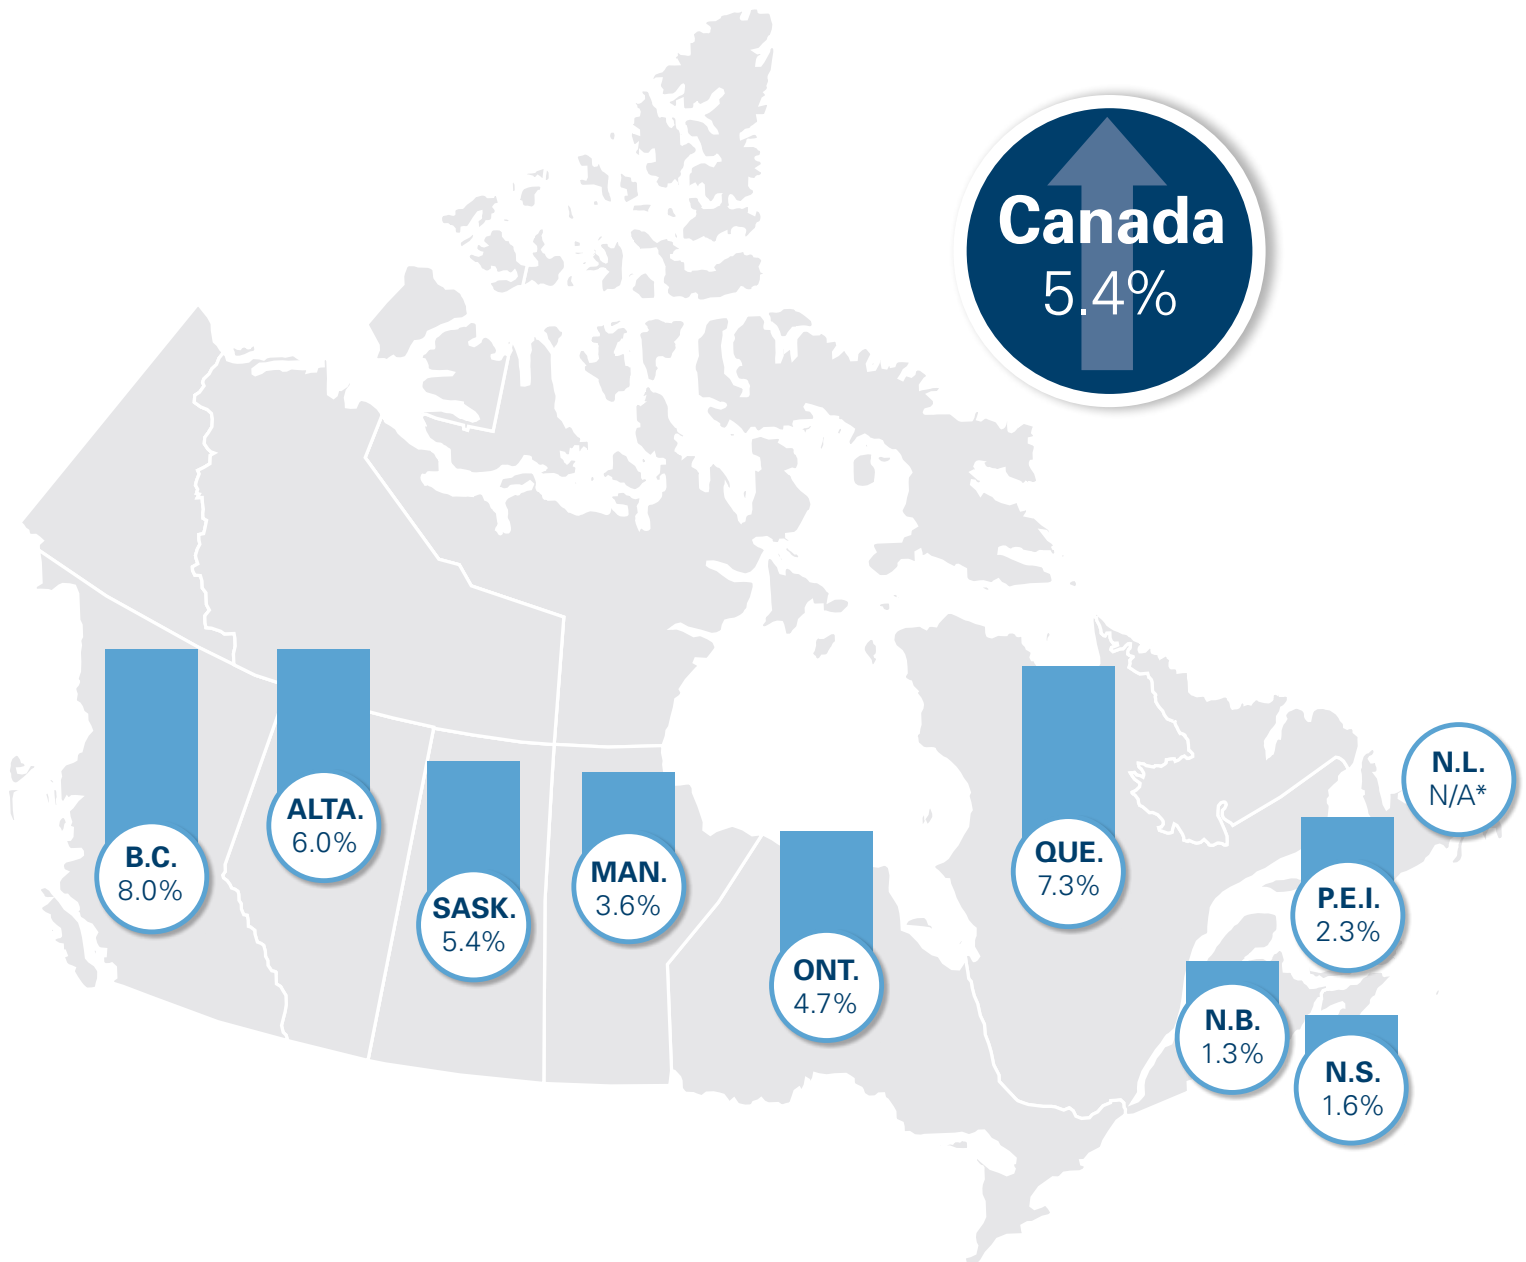 Canada
5.4%
N.L.
N/A*
ALTA.
6.0%
B.C.
8.0%
QUE.
7.3%
MAN.
3.6%
SASK.
5.4%
P.E.I.
2.3%
ONT.
4.7%
N.B.
1.3%
N.S.
1.6%